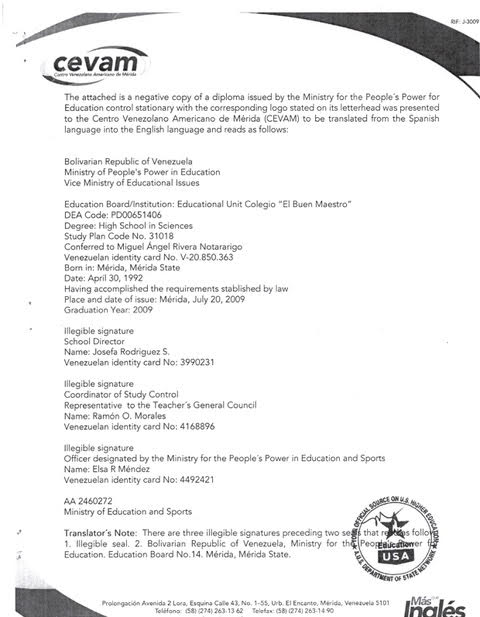 RIF: J-3009
cevam
Centro Venezolano Americano de Mérida
The attached is a negative copy of a diploma issued by the Ministry for the People's Power for
Education control stationary with the corresponding logo stated on its letterhead was presented
to the Centro Venezolano Americano de Mérida (CEVAM) to be translated from the Spanish
language into the English language and reads as follows:
Bolivarian Republic of Venezuela
Ministry of People's Power in Education
Vice Ministry of Educational Issues
Education Board/Institution: Educational Unit Colegio "El Buen Maestro"
DEA Code: PD00651406
Degree: High School in Sciences
Study Plan Code No. 31018
Conferred to Miguel Ángel Rivera Notararigo
Venezuelan identity card No. V-20.850.363
Born in: Mérida, Mérida State
Date: April 30, 1992
Having accomplished the requirements stablished by law
Place and date of issue: Mérida, July 20, 2009
Graduation Year: 2009
Illegible signature
School Director
Name: Josefa Rodriguez S.
Venezuelan identity card No: 3990231
Illegible signature
Coordinator of Study Control
Representative to the Teacher's General Council
Name: Ramón O. Morales
Venezuelan identity card No: 4168896
Illegible signature
Officer designated by the Ministry for the People's Power in Education and Sports
Name: Elsa R Méndez
Venezuelan identity card No: 4492421
AA 2460272
Ministry of Education and Sports
Translator's Note: There are three illegible signatures preceding two seals that reads as follow
1. Illegible seal. 2. Bolivarian Republic of Venezuela, Ministry for the People's Power for
Education. Education Board No.14. Mérida, Mérida State.
YOUR OFFICIAL SOURCE ON U.S. HIGHER EDUCATION
Education
USA
A U.S. DEPARTMENT OF STATE NETWORK
Prolongación Avenida 2 Lora, Esquina Calle 43, No. 1-55, Urb. El Encanto, Mérida, Venezuela 5101
Teléfono: (58) (274) 263-13 62 Telefax: (58) (274) 263-14 90
Más
Inglés